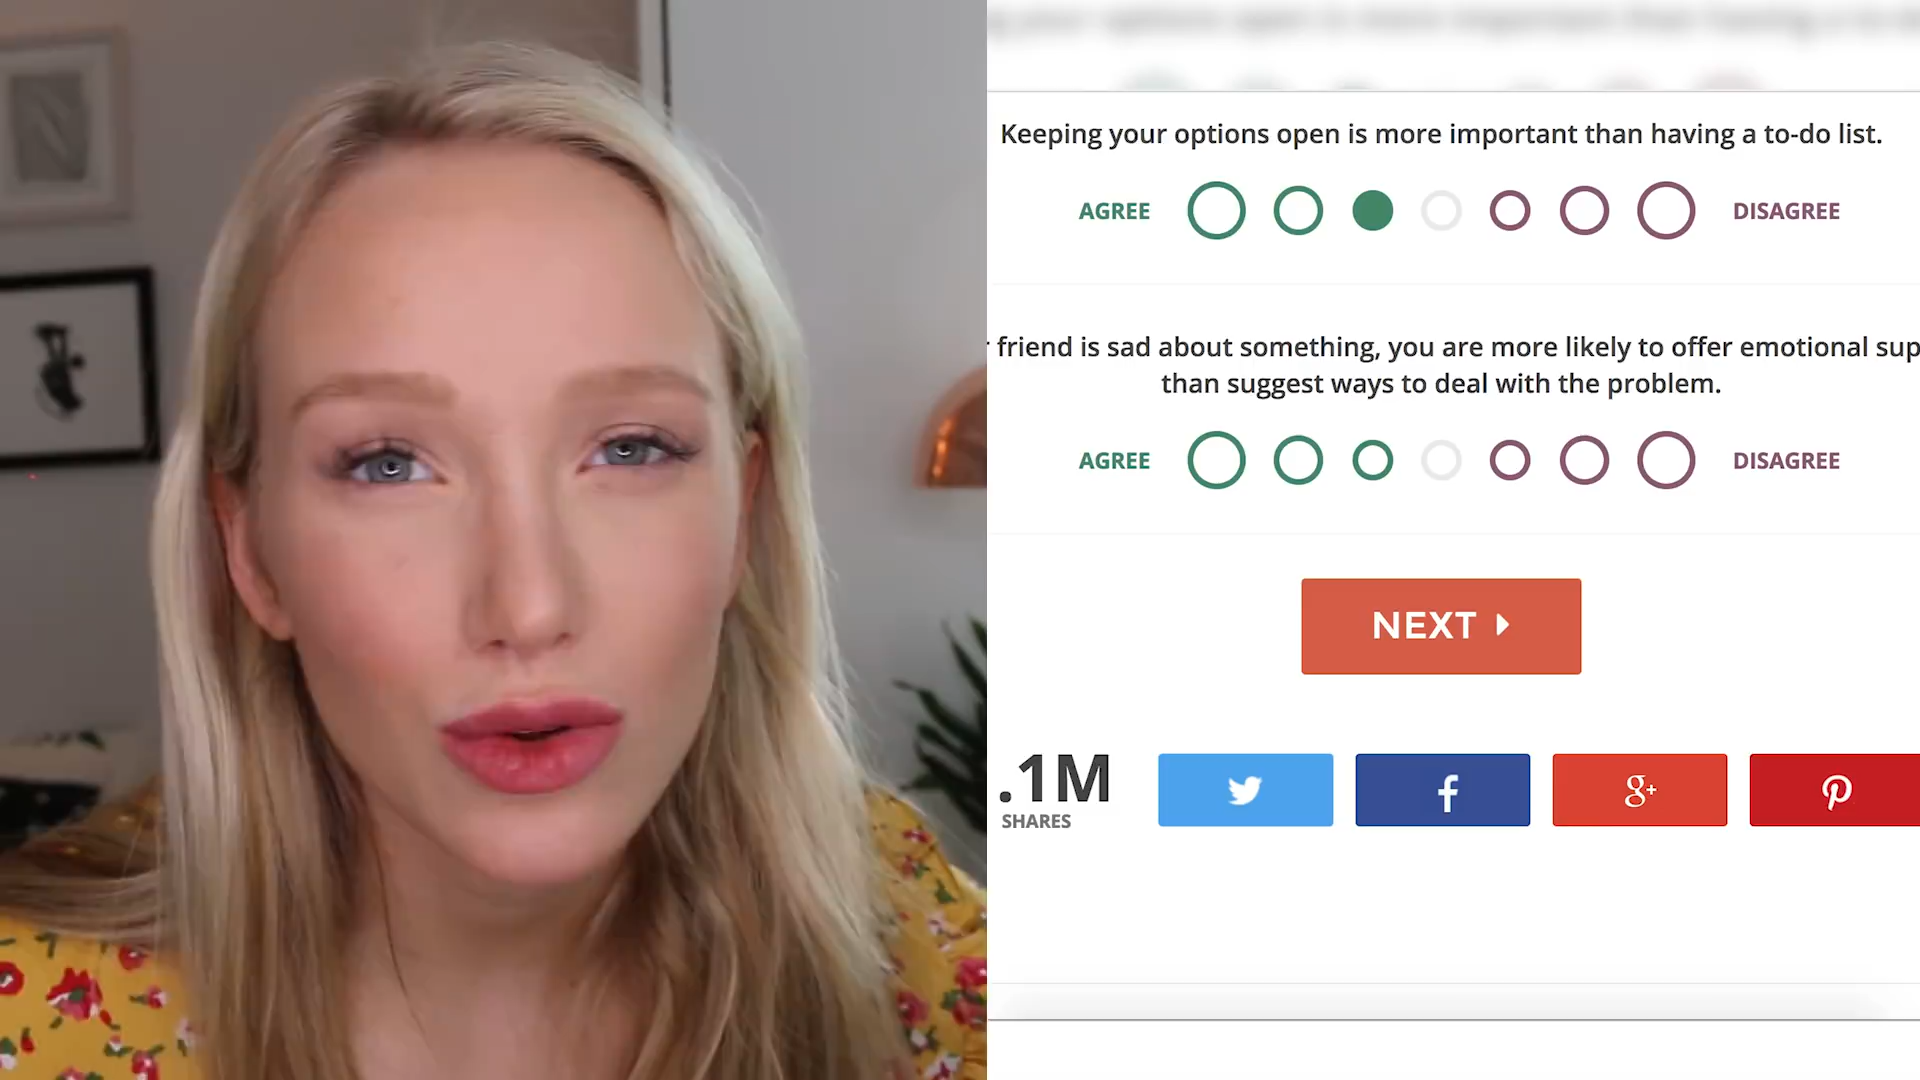 Keeping your options open is more important than having a to-do list.
AGREE DISAGREE
friend is sad about something, you are more likely to offer emotional sup
than suggest ways to deal with the problem.
AGREE DISAGREE
NEXT
.1M
SHARES